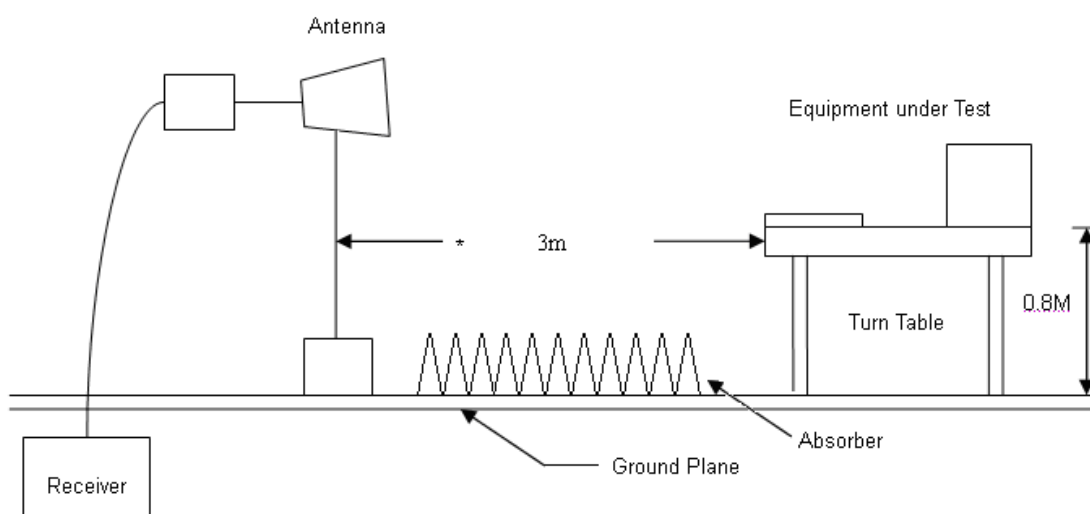 Antenna
Equipment under Test
* 3m
0.8M
Turn Table
Absorber
Ground Plane
Receiver